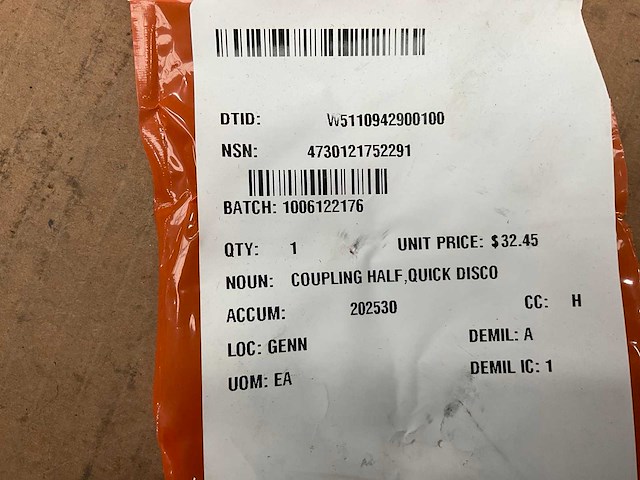 DTID: W5110942900100
NSN: 4730121752291
BATCH: 1006122176
QTY: 1 UNIT PRICE: $32.45
NOUN: COUPLING HALF,QUICK DISCO
ACCUM: 202530 CC: H
LOC: GENN DEMIL: A
UOM: EA DEMIL IC: 1